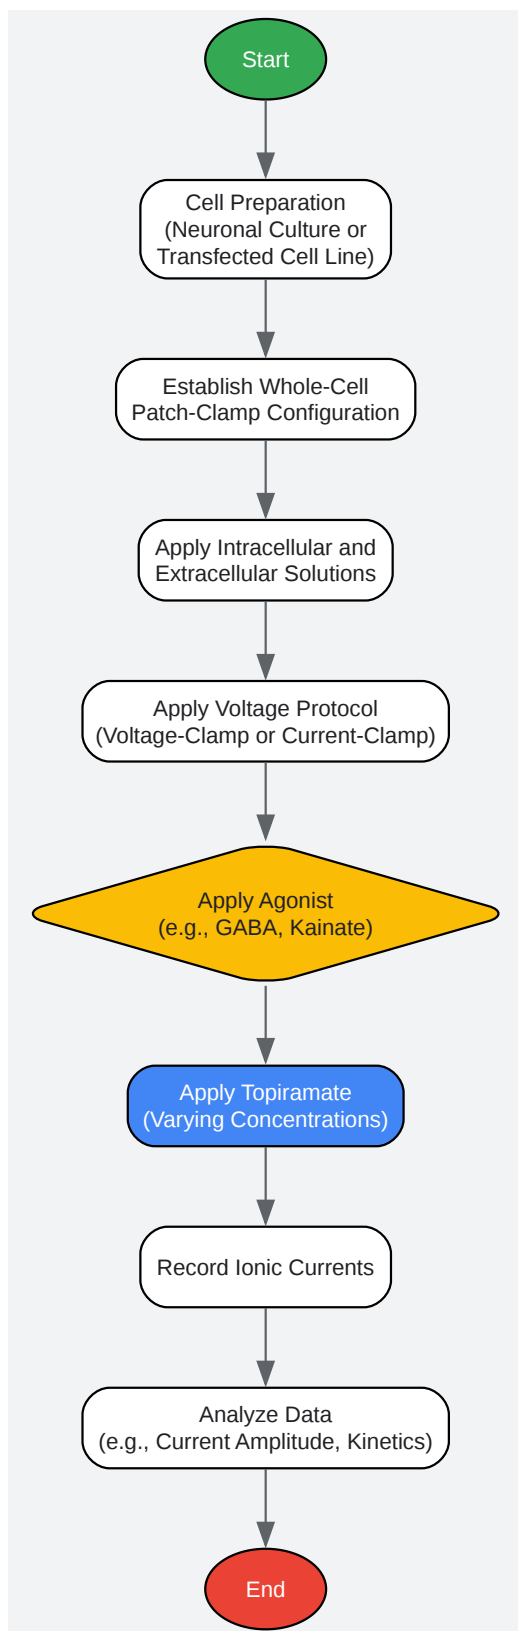 Start
Cell Preparation
(Neuronal Culture or
Transfected Cell Line)
Establish Whole-Cell
Patch-Clamp Configuration
Apply Intracellular and
Extracellular Solutions
Apply Voltage Protocol
(Voltage-Clamp or Current-Clamp)
Apply Agonist
(e.g., GABA, Kainate)
Apply Topiramate
(Varying Concentrations)
Record Ionic Currents
Analyze Data
(e.g., Current Amplitude, Kinetics)
End